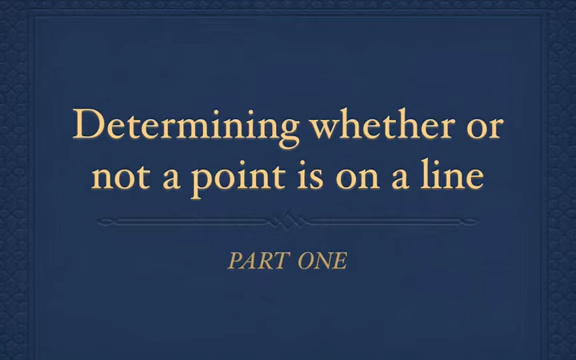 Determining whether or
not a point is on a line
PART ONE